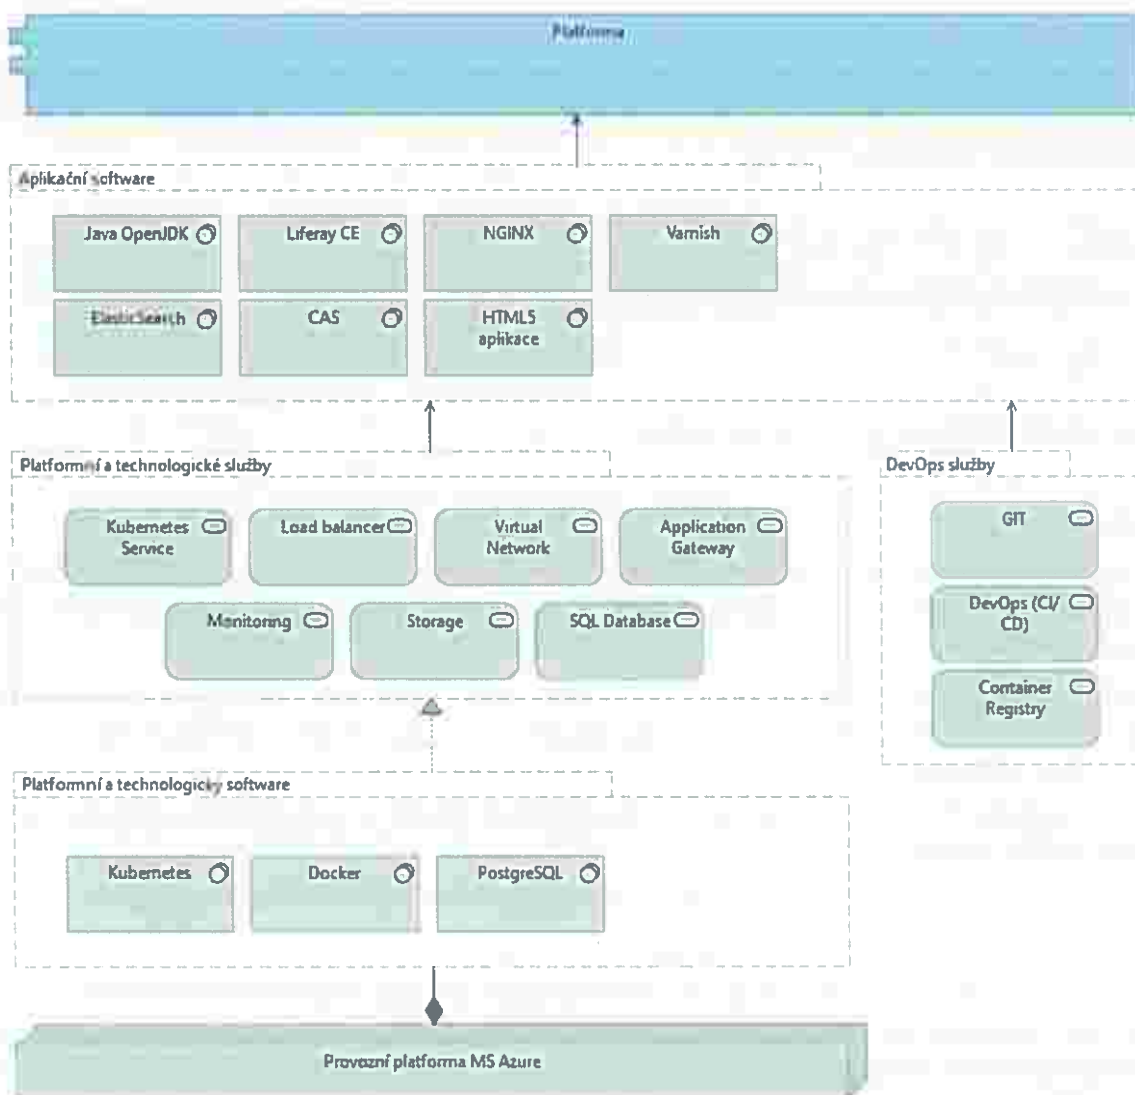 Platforma
Aplikační software
Java OpenJDK
Liferay CE
NGINX
Varnish
ElasticSearch
CAS
HTML5
aplikace
Platformní a technologické služby
DevOps služby
Kubernetes
Service
Load balancer
Virtual
Network
Application
Gateway
GIT
Monitoring
Storage
SQL Database
DevOps (CI/
CD)
Container
Registry
Platformní a technologický software
Kubernetes
Docker
PostgreSQL
Provozní platforma MS Azure